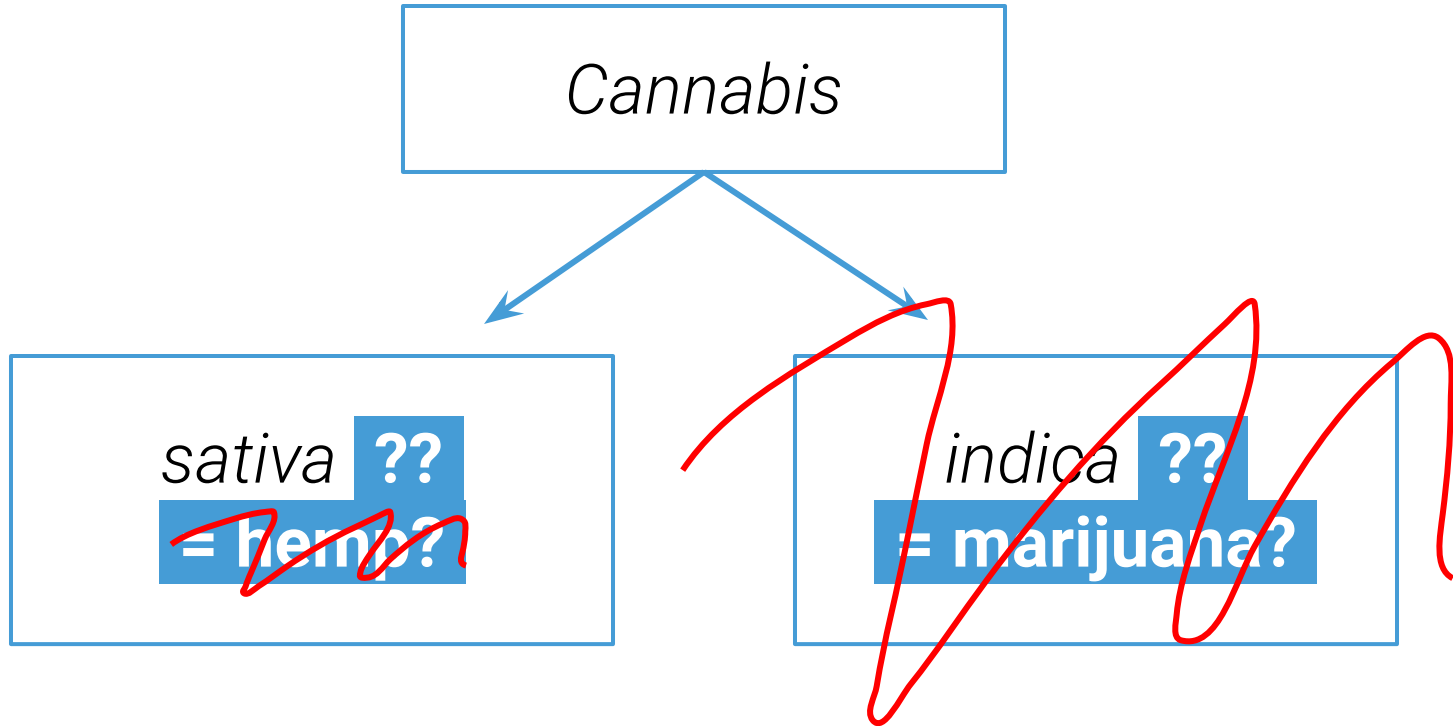 Cannabis
sativa ??
= hemp?
indica ??
= marijuana?